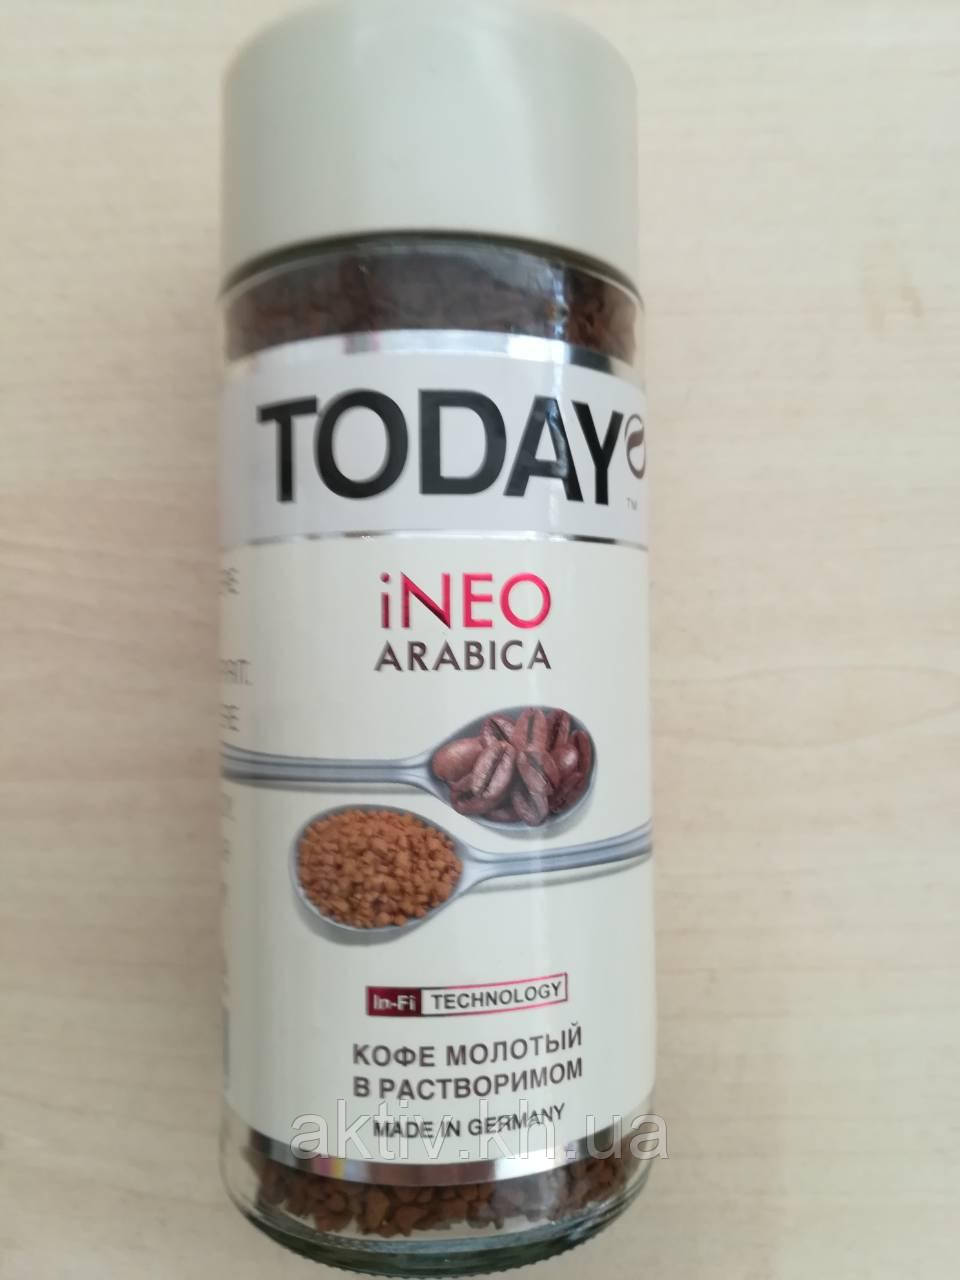 TODAY
TM
iNEO
ARABICA
In-Fi TECHNOLOGY
КОФЕ МОЛОТЫЙ
В РАСТВОРИМОМ
MADE IN GERMANY
aktiv.kh.ua